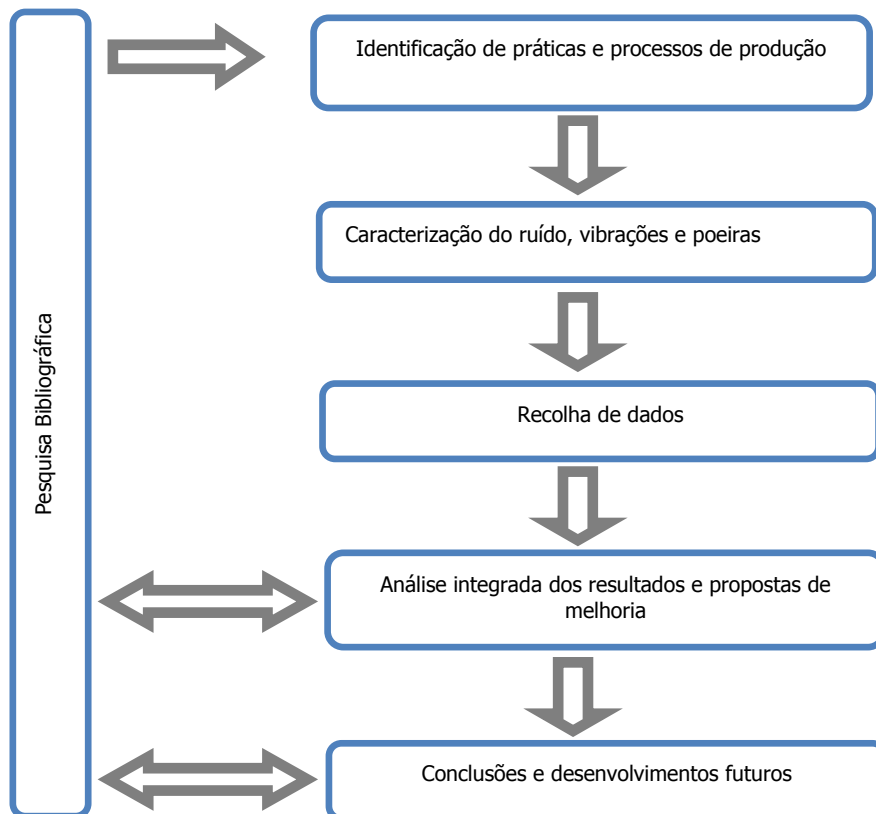 Pesquisa Bibliográfica
Identificação de práticas e processos de produção
Caracterização do ruído, vibrações e poeiras
Recolha de dados
Análise integrada dos resultados e propostas de
melhoria
Conclusões e desenvolvimentos futuros